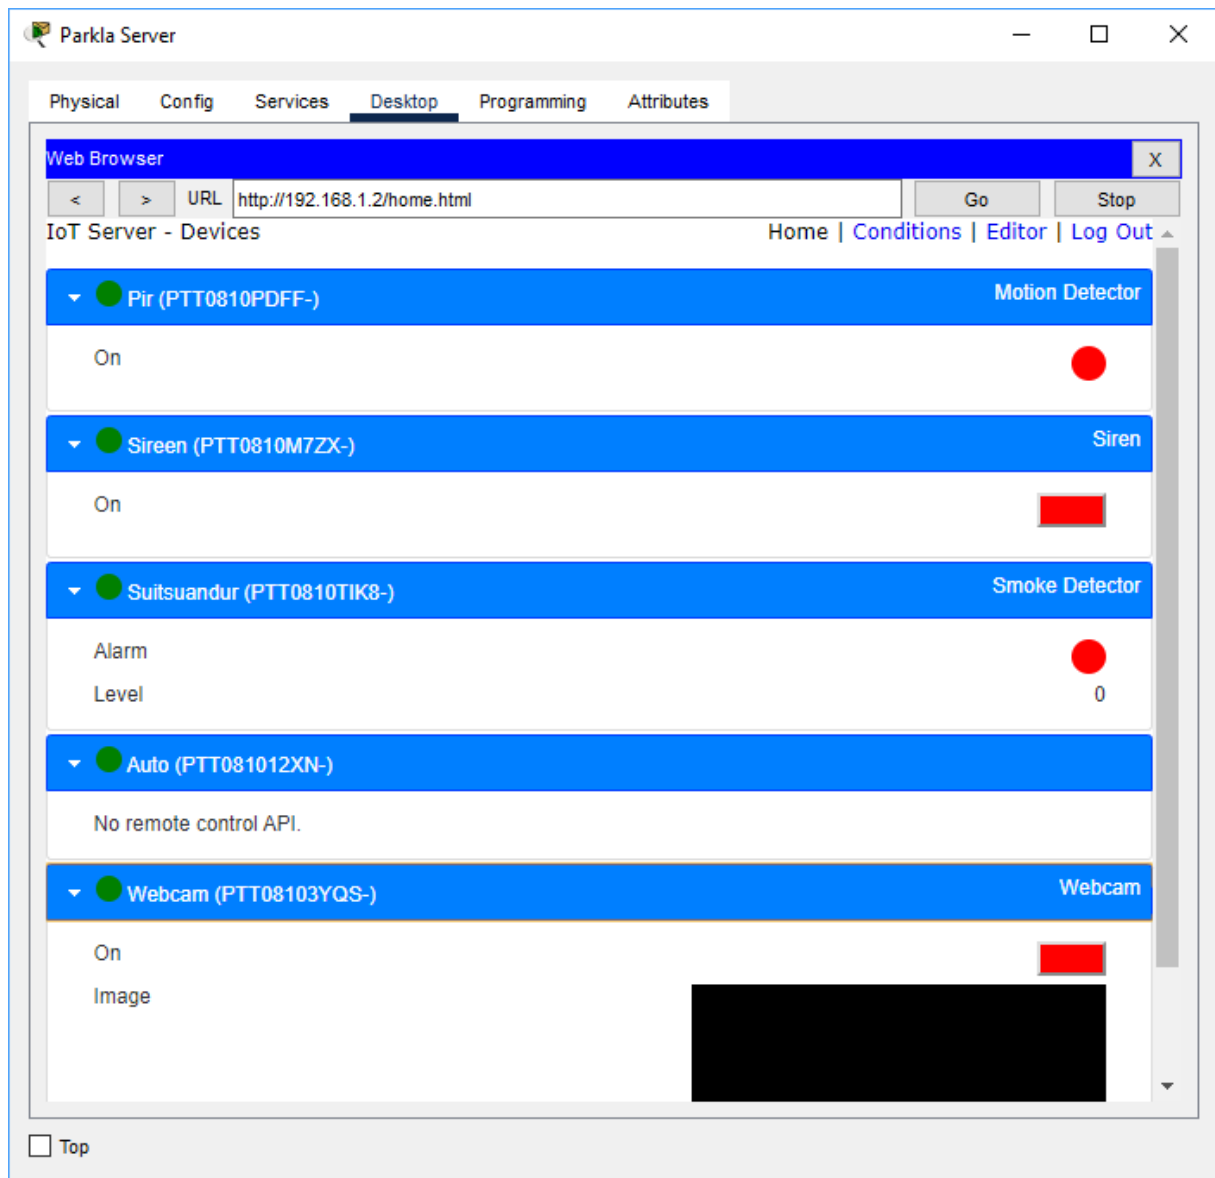 Parkla Server
Physical Config Services Desktop Programming Attributes
Web Browser X
< > URL http://192.168.1.2/home.html Go Stop
IoT Server - Devices Home | Conditions | Editor | Log Out
Pir (PTT0810PDFF-) Motion Detector
On
Sireen (PTT0810M7ZX-) Siren
On
Suitsuandur (PTT0810TIK8-) Smoke Detector
Alarm
Level 0
Auto (PTT081012XN-)
No remote control API.
Webcam (PTT08103YQS-) Webcam
On
Image
Top